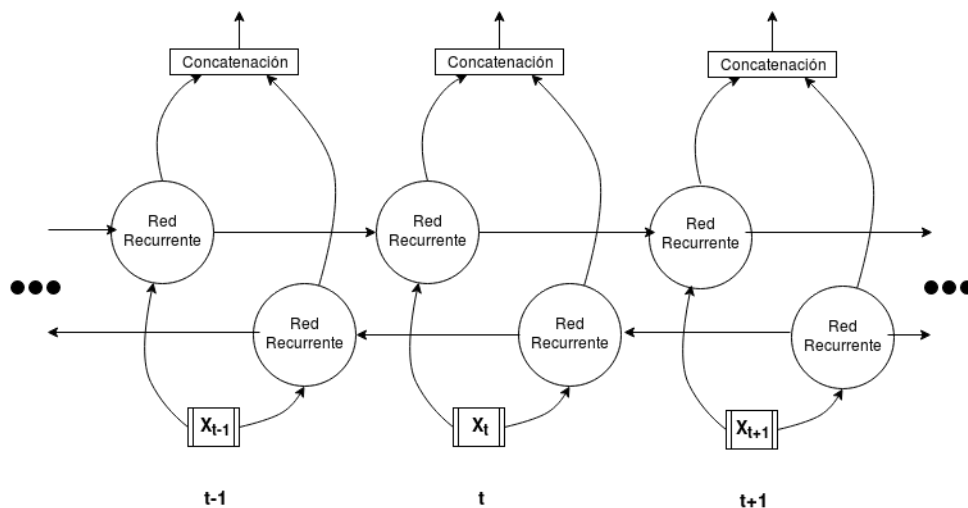 Concatenación
Concatenación
Concatenación
Red
Recurrente
Red
Recurrente
Red
Recurrente
Red
Recurrente
Red
Recurrente
Red
Recurrente
Xt-1
Xt
Xt+1
t-1
t
t+1